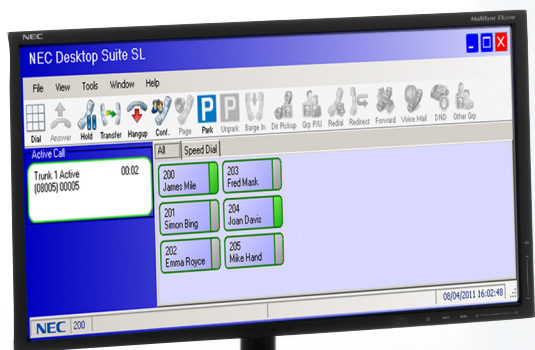 NEC
MultiSync EX231W
NEC Desktop Suite SL
File View Tools Window Help
Dial Answer Hold Transfer Hangup Conf. Page Park Unpark Barge In Dir Pickup Grp P/U Redial Redirect Forward Voice Mail DND Other Grp
Active Call
Trunk 1 Active 00:02
(08005) 00005
All Speed Dial
200
James Mile
203
Fred Mask
201
Simon Bing
204
Joan Davis
202
Emma Royce
205
Mike Hand
NEC 200
08/04/2011 16:02:48